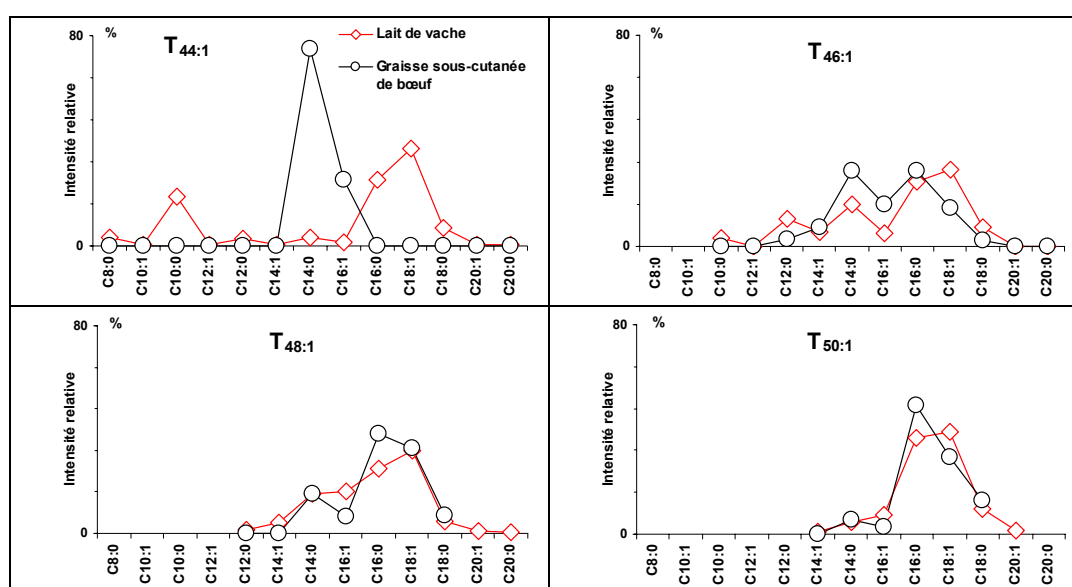 80
%
T44:1
Lait de vache
Graisse sous-cutanée
de bœuf
Intensité relative
0
C8:0
C10:1
C10:0
C12:1
C12:0
C14:1
C14:0
C16:1
C16:0
C18:1
C18:0
C20:1
C20:0
80
%
T46:1
Intensité relative
0
C8:0
C10:1
C10:0
C12:1
C12:0
C14:1
C14:0
C16:1
C16:0
C18:1
C18:0
C20:1
C20:0
80
%
T48:1
Intensité relative
0
C8:0
C10:1
C10:0
C12:1
C12:0
C14:1
C14:0
C16:1
C16:0
C18:1
C18:0
C20:1
C20:0
80
%
T50:1
Intensité relative
0
C8:0
C10:1
C10:0
C12:1
C12:0
C14:1
C14:0
C16:1
C16:0
C18:1
C18:0
C20:1
C20:0